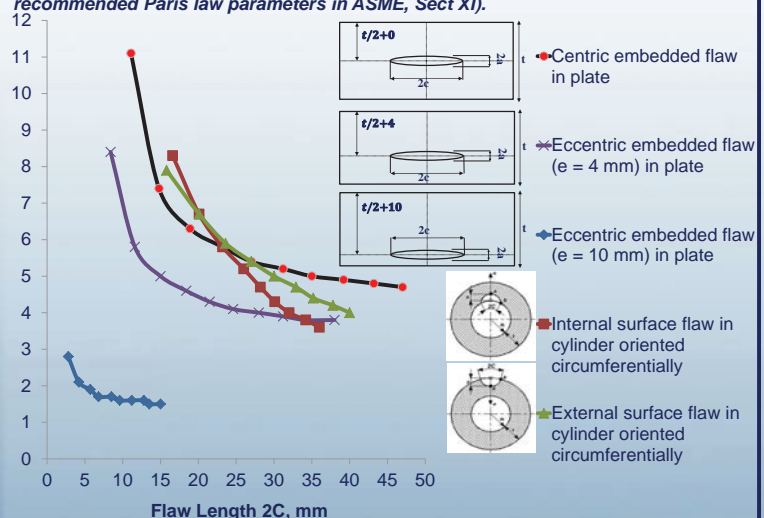 recommended Paris law parameters in ASME, Sect XI).
12
11
10
9
8
7
6
5
4
3
2
1
0
0 5 10 15 20 25 30 35 40 45 50
Flaw Length 2C, mm
t/2+0
2a
t
2c
t/2+4
2a
t
2c
t/2+10
2c
2a
t
Centric embedded flaw
in plate
Eccentric embedded flaw
(e = 4 mm) in plate
Eccentric embedded flaw
(e = 10 mm) in plate
Internal surface flaw in
cylinder oriented
circumferentially
External surface flaw in
cylinder oriented
circumferentially